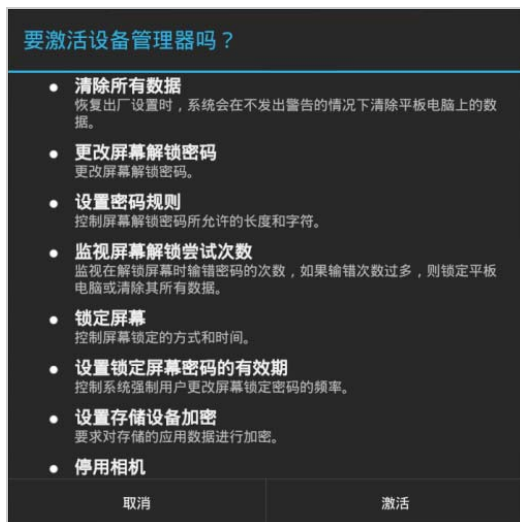 要激活设备管理器吗？
● 清除所有数据
恢复出厂设置时，系统会在不发出警告的情况下清除平板电脑上的数
据。
● 更改屏幕解锁密码
更改屏幕解锁密码。
● 设置密码规则
控制屏幕解锁密码所允许的长度和字符。
● 监视屏幕解锁尝试次数
监视在解锁屏幕时输错密码的次数，如果输错次数过多，则锁定平板
电脑或清除其所有数据。
● 锁定屏幕
控制屏幕锁定的方式和时间。
● 设置锁定屏幕密码的有效期
控制系统强制用户更改屏幕锁定密码的频率。
● 设置存储设备加密
要求对存储的应用数据进行加密。
● 停用相机
取消 激活